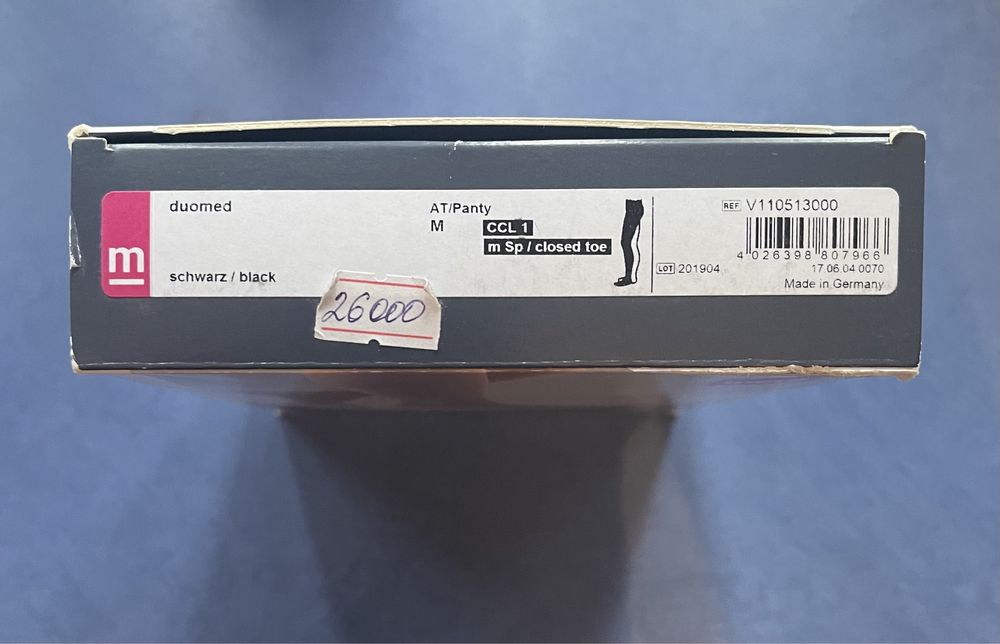 m
duomed
schwarz / black
AT/Panty
M
CCL 1
m Sp / closed toe
LOT 201904
REF V110513000
4 026398 807966
17.06.04 0070
Made in Germany
26000